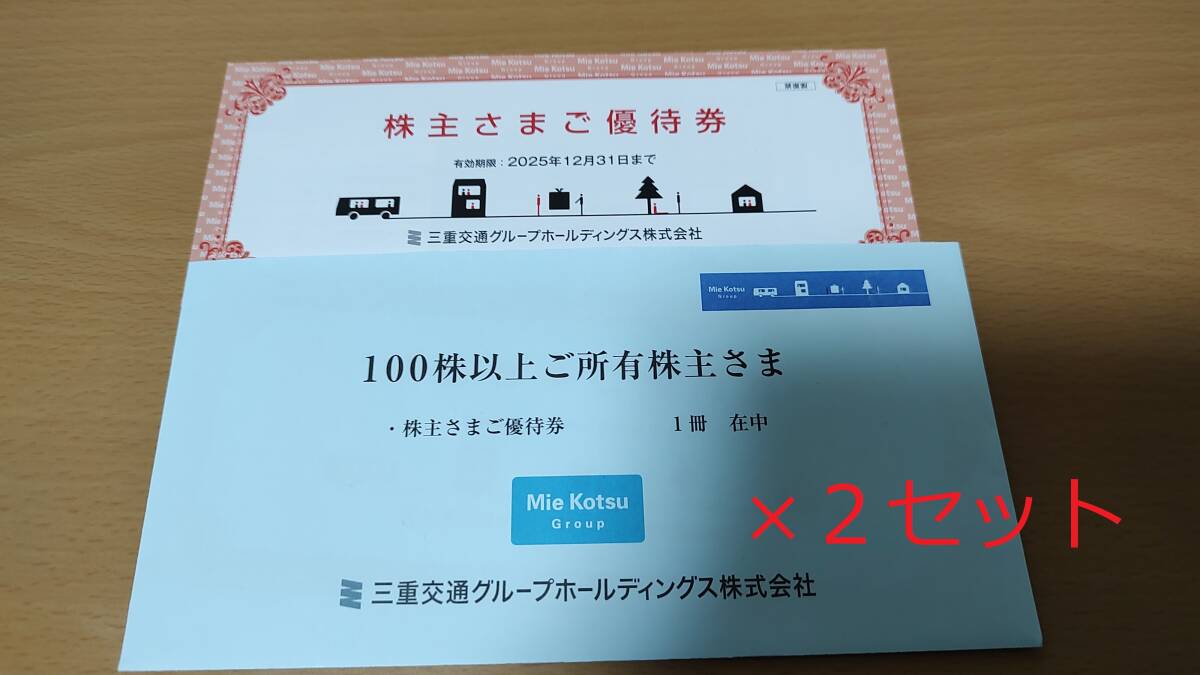 禁複製
株主さまご優待券
有効期限：2025年12月31日まで
三重交通グループホールディングス株式会社
Mie Kotsu
Group
100株以上ご所有株主さま
・株主さまご優待券　1冊　在中
Mie Kotsu
Group
×２セット
三重交通グループホールディングス株式会社